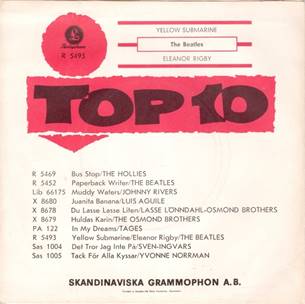 YELLOW SUBMARINE
Parlophone
The Beatles
R 5493
ELEANOR RIGBY
TOP 10
R 5469 Bus Stop/THE HOLLIES
R 5452 Paperback Writer/THE BEATLES
Lib 66175 Muddy Waters/JOHNNY RIVERS
X 8680 Juanita Banana/LUIS AGUILE
X 8678 Du Lasse Lasse Liten/LASSE LÖNNDAHL-OSMOND BROTHERS
X 8679 Huldas Karin/THE OSMOND BROTHERS
PA 122 In My Dreams/TAGES
R 5493 Yellow Submarine/Eleanor Rigby/THE BEATLES
Sas 1004 Det Tror Jag Inte På/SVEN-INGVARS
Sas 1005 Tack För Alla Kyssar/YVONNE NORRMAN
SKANDINAVISKA GRAMMOPHON A.B.